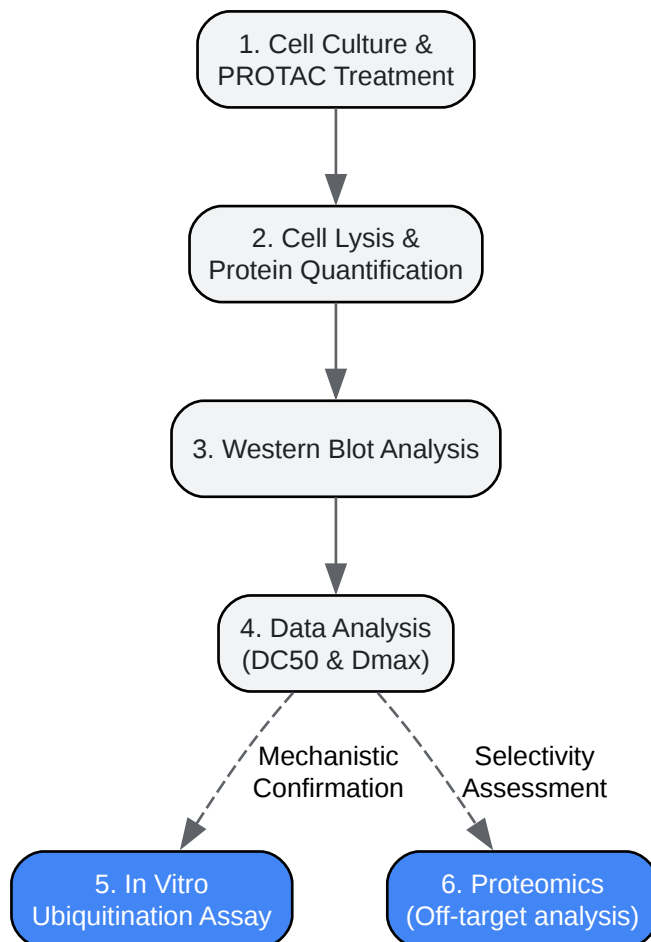 1. Cell Culture &
PROTAC Treatment
2. Cell Lysis &
Protein Quantification
3. Western Blot Analysis
4. Data Analysis
(DC50 & Dmax)
Mechanistic
Confirmation
Selectivity
Assessment
5. In Vitro
Ubiquitination Assay
6. Proteomics
(Off-target analysis)